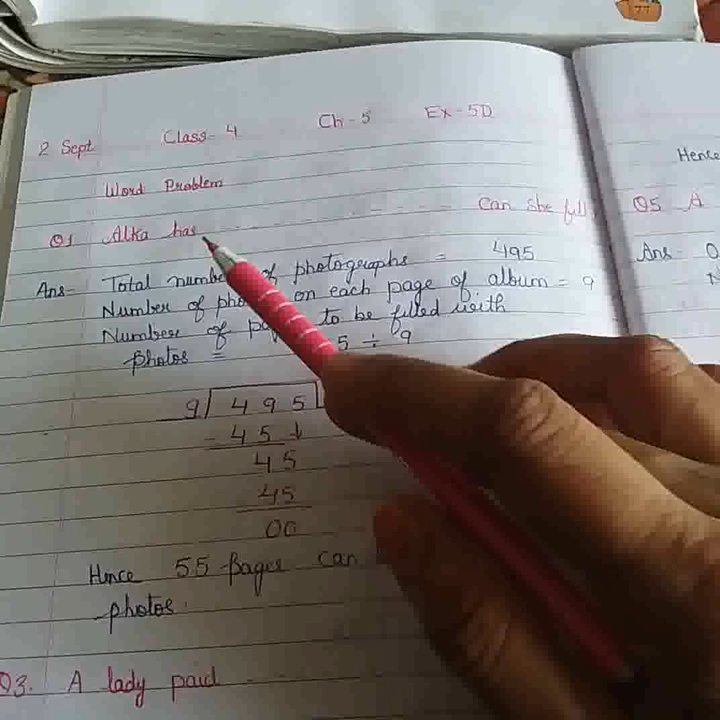 77
2 Sept Class - 4 Ch - 5 Ex - 5D
Word Problem
Q1 Alka has - - - - - - - - - - Can she fill
Ans - Total number of photographs = 495
Number of on each page of album = 9
Number of to be filled with
photos = 5 ÷ 9
9) 495
- 45↓
45
45
00
Hence 55 pages can
photos.
Q3. A lady paid - - -
Hence
Q5 A
Ans -